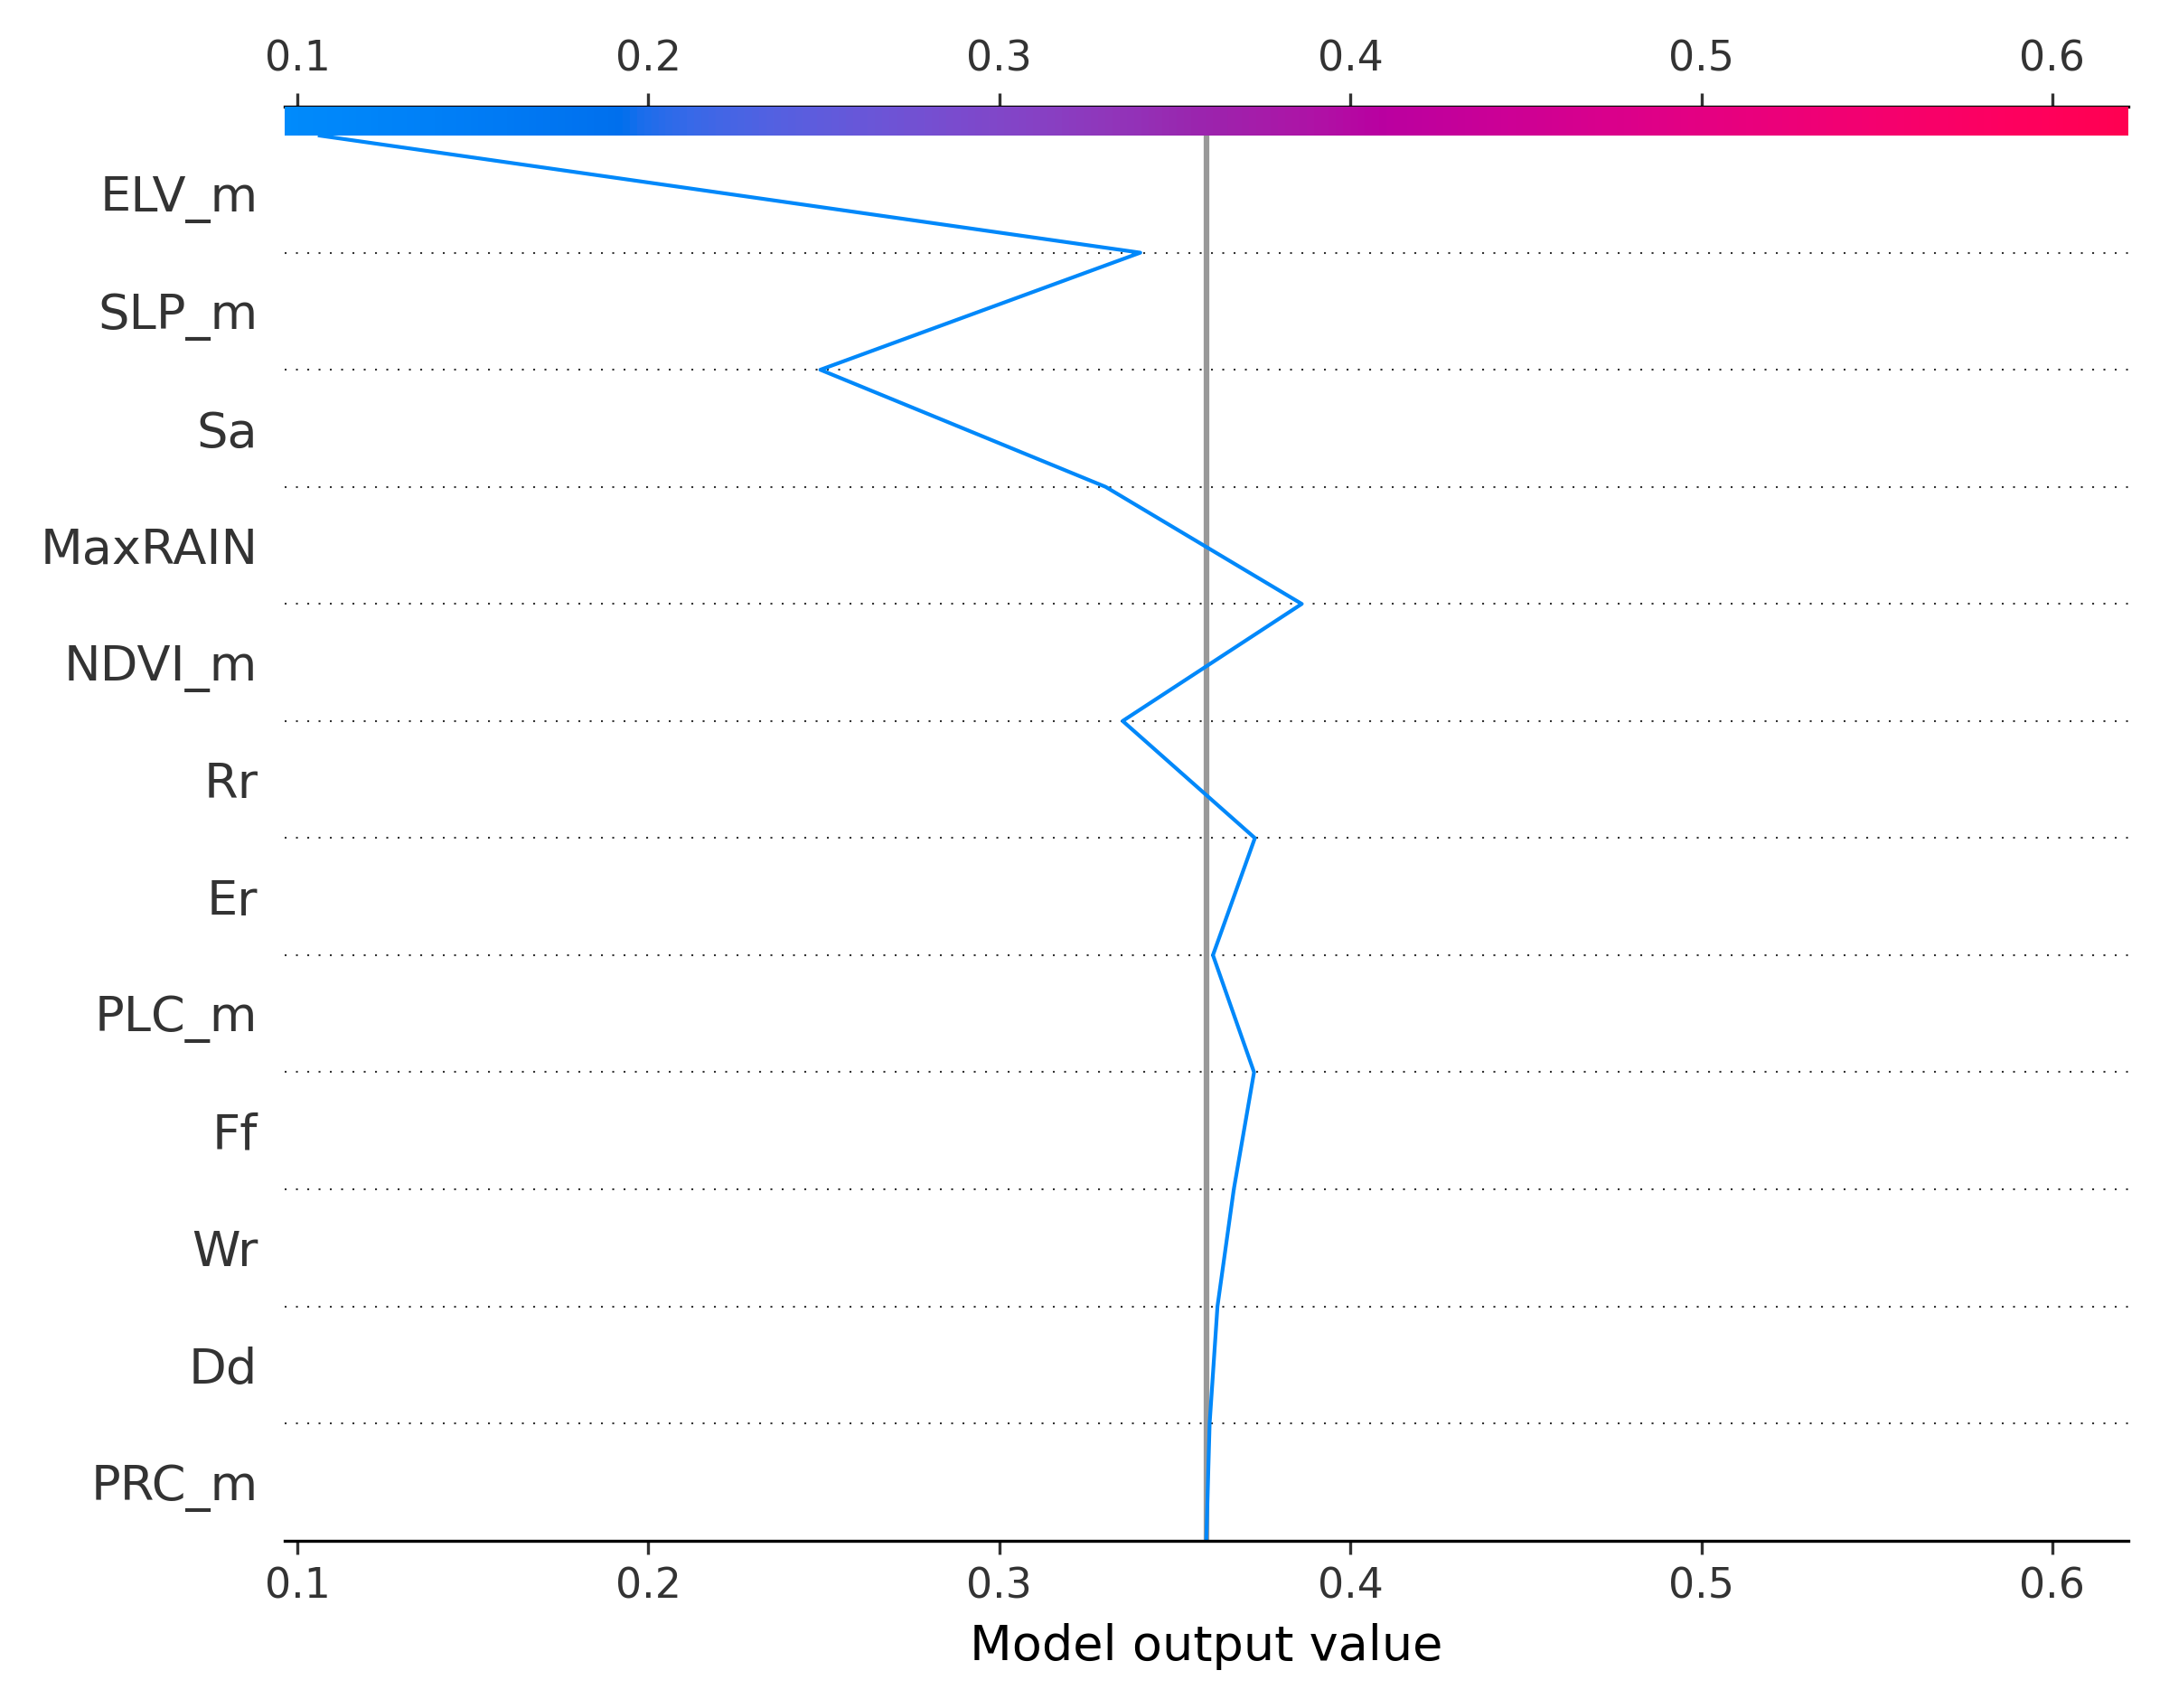 0.1 0.2 0.3 0.4 0.5 0.6
ELV_m
SLP_m
Sa
MaxRAIN
NDVI_m
Rr
Er
PLC_m
Ff
Wr
Dd
PRC_m
0.1 0.2 0.3 0.4 0.5 0.6
Model output value